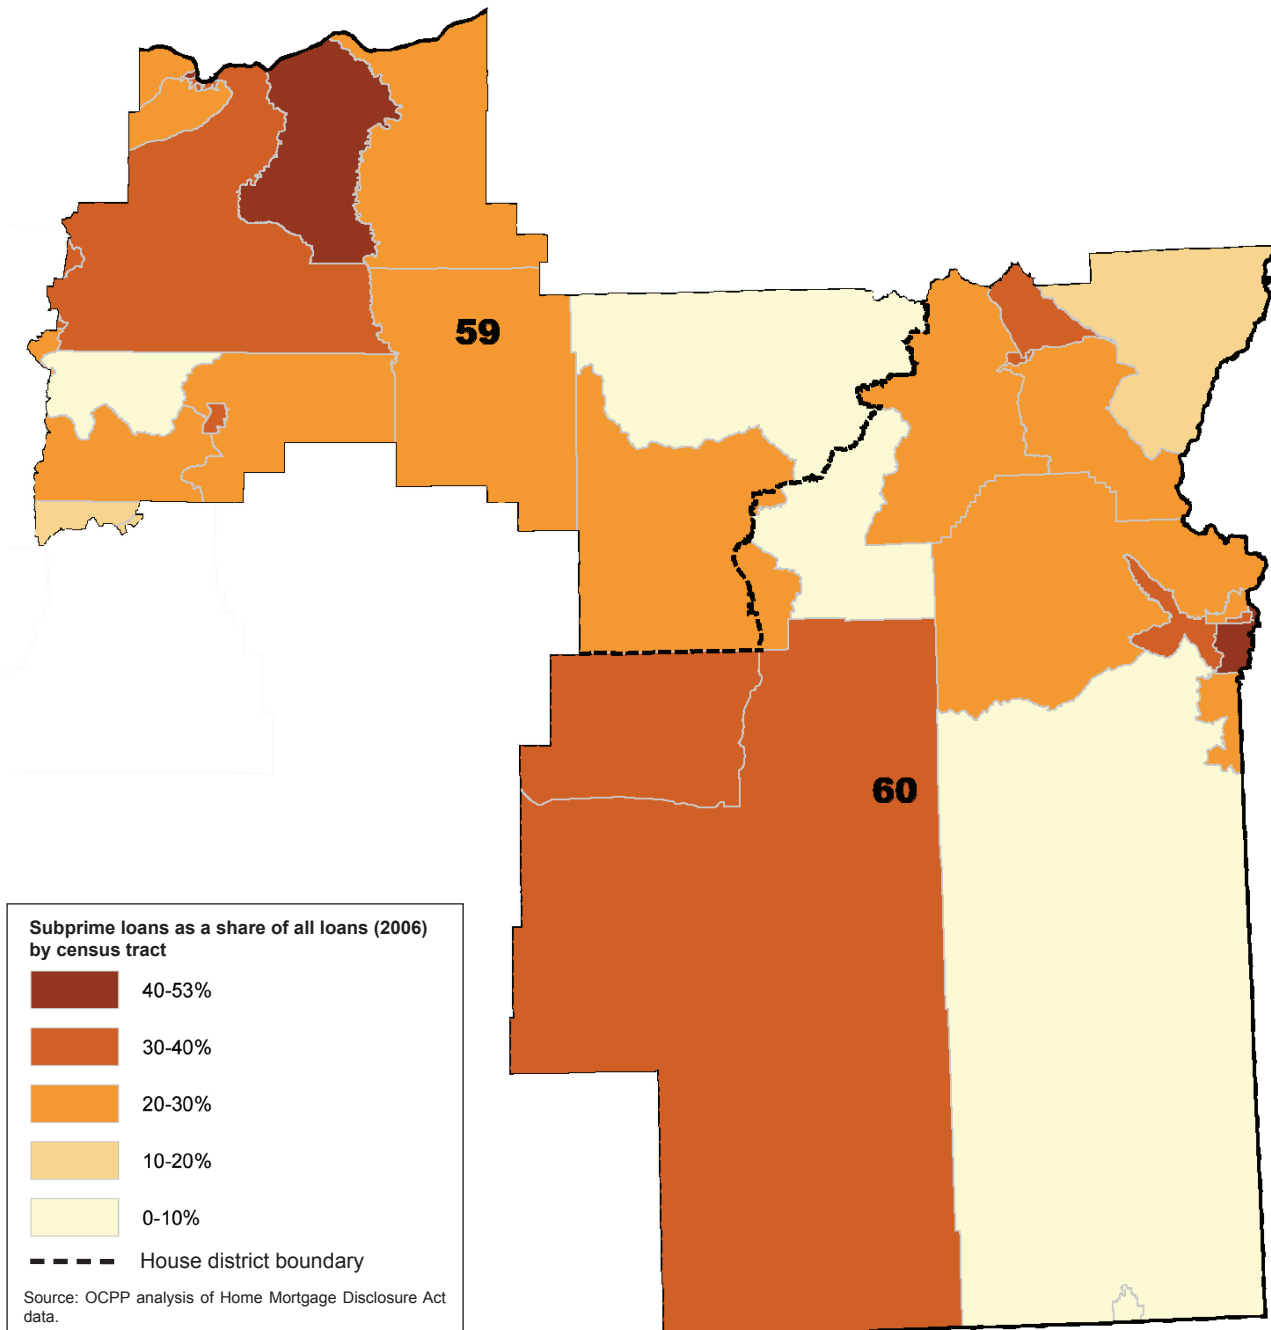 59
60
Subprime loans as a share of all loans (2006)
by census tract
40-53%
30-40%
20-30%
10-20%
0-10%
House district boundary
Source: OCPP analysis of Home Mortgage Disclosure Act
data.